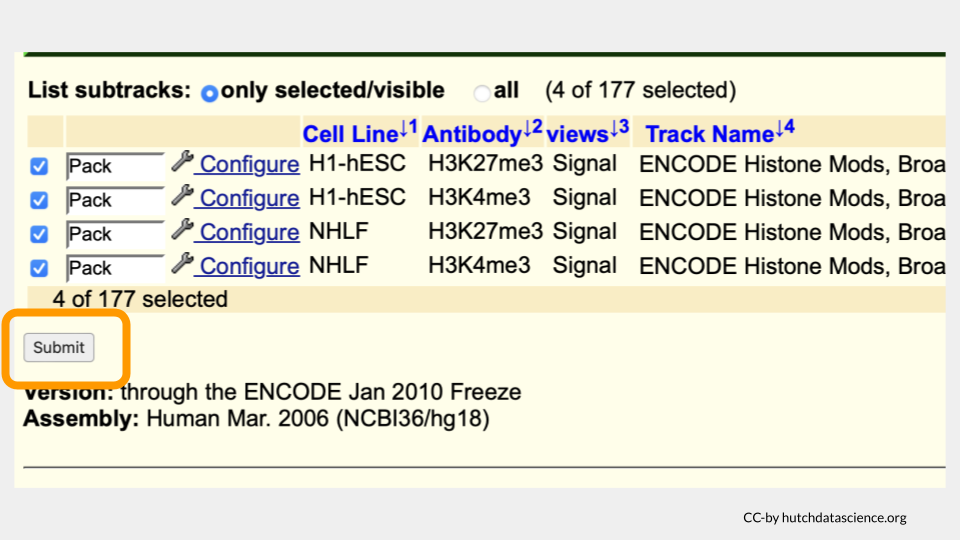 List subtracks: only selected/visible all (4 of 177 selected)
Cell Line↓1 Antibody↓2 views↓3 Track Name↓4
Pack Configure H1-hESC H3K27me3 Signal ENCODE Histone Mods, Broa
Pack Configure H1-hESC H3K4me3 Signal ENCODE Histone Mods, Broa
Pack Configure NHLF H3K27me3 Signal ENCODE Histone Mods, Broa
Pack Configure NHLF H3K4me3 Signal ENCODE Histone Mods, Broa
4 of 177 selected
Submit
Version: through the ENCODE Jan 2010 Freeze
Assembly: Human Mar. 2006 (NCBI36/hg18)
CC-by hutchdatascience.org